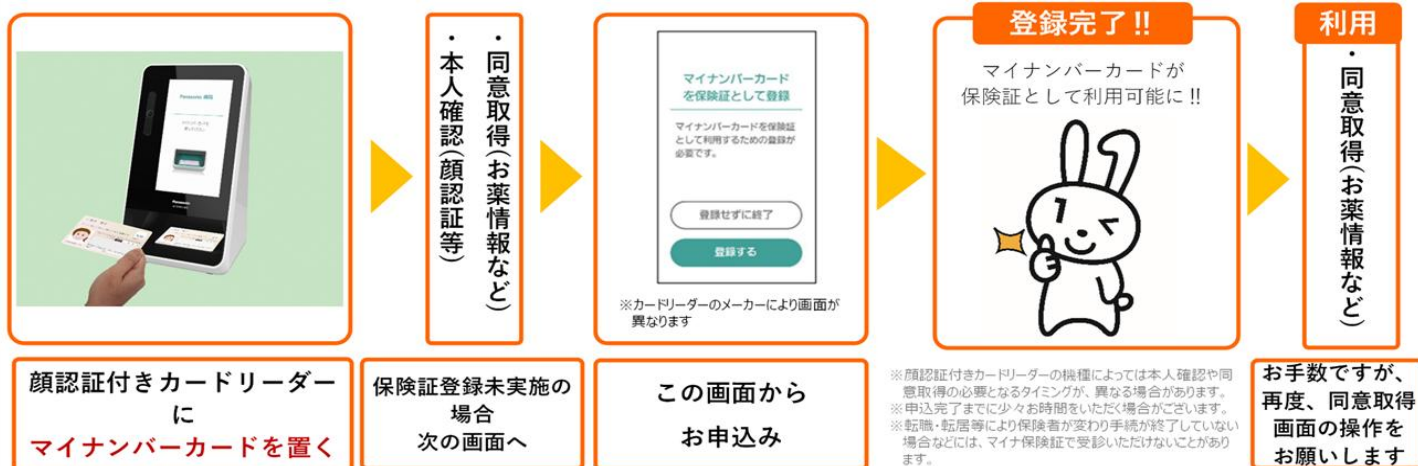 Panasonic
・同意取得(お薬情報など)
・本人確認(顔認証等)
マイナンバーカード
を保険証として登録
マイナンバーカードを保険証
として利用するための登録が
必要です。
登録せずに終了
登録する
※カードリーダーのメーカーにより画面が
異なります
登録完了!!
マイナンバーカードが
保険証として利用可能に!!
利用
・同意取得(お薬情報など)
顔認証付きカードリーダー
に
マイナンバーカードを置く
保険証登録未実施の
場合
次の画面へ
この画面から
お申込み
※顔認証付きカードリーダーの機種によっては本人確認や同
意取得の必要となるタイミングが、異なる場合があります。
※申込完了までに少々お時間をいただく場合がございます。
※転職・転居等により保険者が変わり手続が終了していない
場合などには、マイナ保険証で受診いただけないことがあり
ます。
お手数ですが、
再度、同意取得
画面の操作を
お願いします